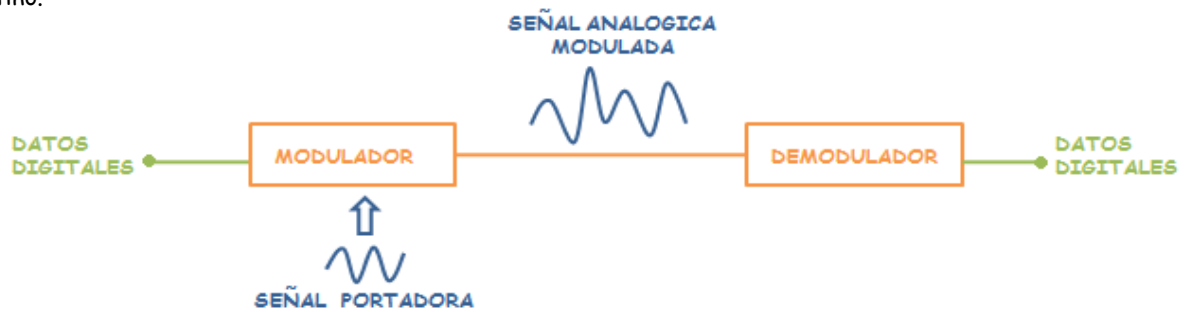 SEÑAL ANALOGICA
MODULADA
DATOS
DIGITALES
MODULADOR
DEMODULADOR
DATOS
DIGITALES
SEÑAL PORTADORA